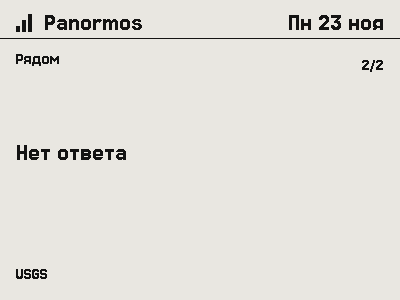 Panormos Пн 23 ноя
Рядом 2/2
Нет ответа
USGS